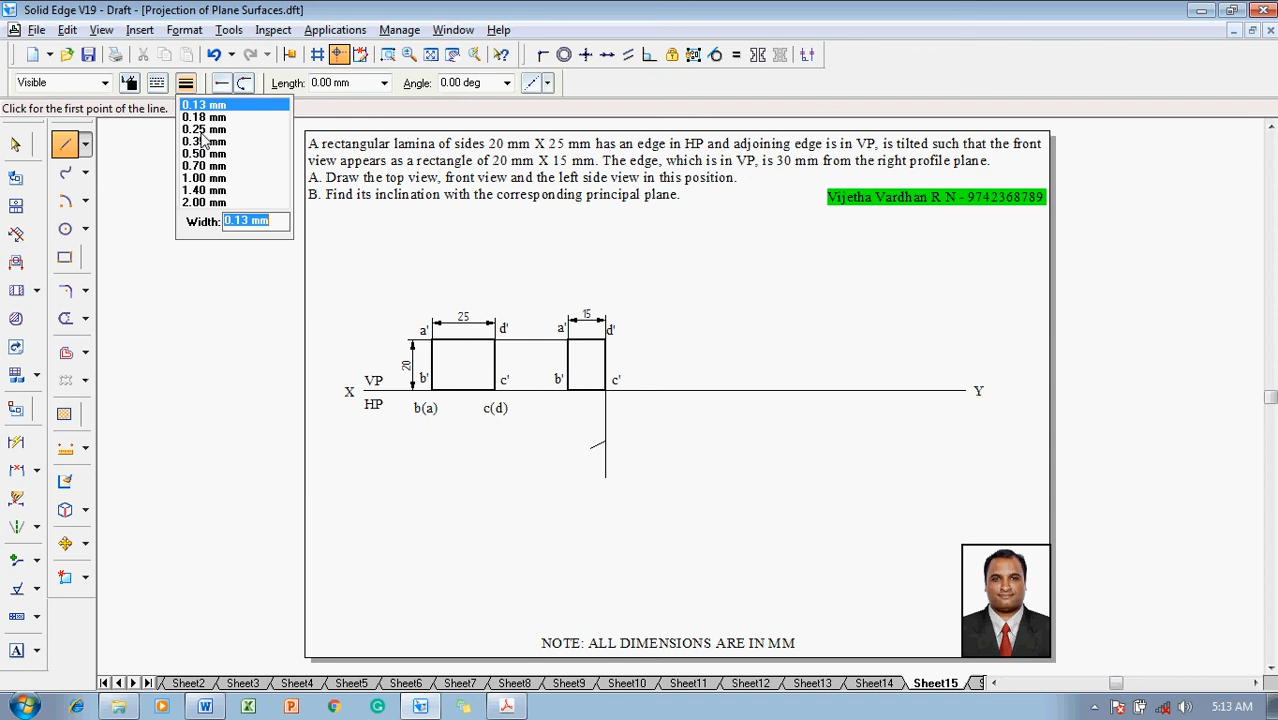 Solid Edge V19 - Draft - [Projection of Plane Surfaces.dft]
File Edit View Insert Format Tools Inspect Applications Manage Window Help
Visible Length: 0.00 mm Angle: 0.00 deg
Click for the first point of the line.
0.13 mm
0.18 mm
0.25 mm
0.50 mm
0.70 mm
1.00 mm
1.40 mm
2.00 mm
Width: 0.13 mm
A rectangular lamina of sides 20 mm X 25 mm has an edge in HP and adjoining edge is in VP, is tilted such that the front
view appears as a rectangle of 20 mm X 15 mm. The edge, which is in VP, is 30 mm from the right profile plane.
A. Draw the top view, front view and the left side view in this position.
B. Find its inclination with the corresponding principal plane.
Vijetha Vardhan R N - 9742368789
25 15
a' d' a' d'
20
VP b' c' b' c'
X Y
HP b(a) c(d)
NOTE: ALL DIMENSIONS ARE IN MM
A
Sheet2 Sheet3 Sheet4 Sheet5 Sheet6 Sheet7 Sheet8 Sheet9 Sheet10 Sheet11 Sheet12 Sheet13 Sheet14 Sheet15
5:13 AM